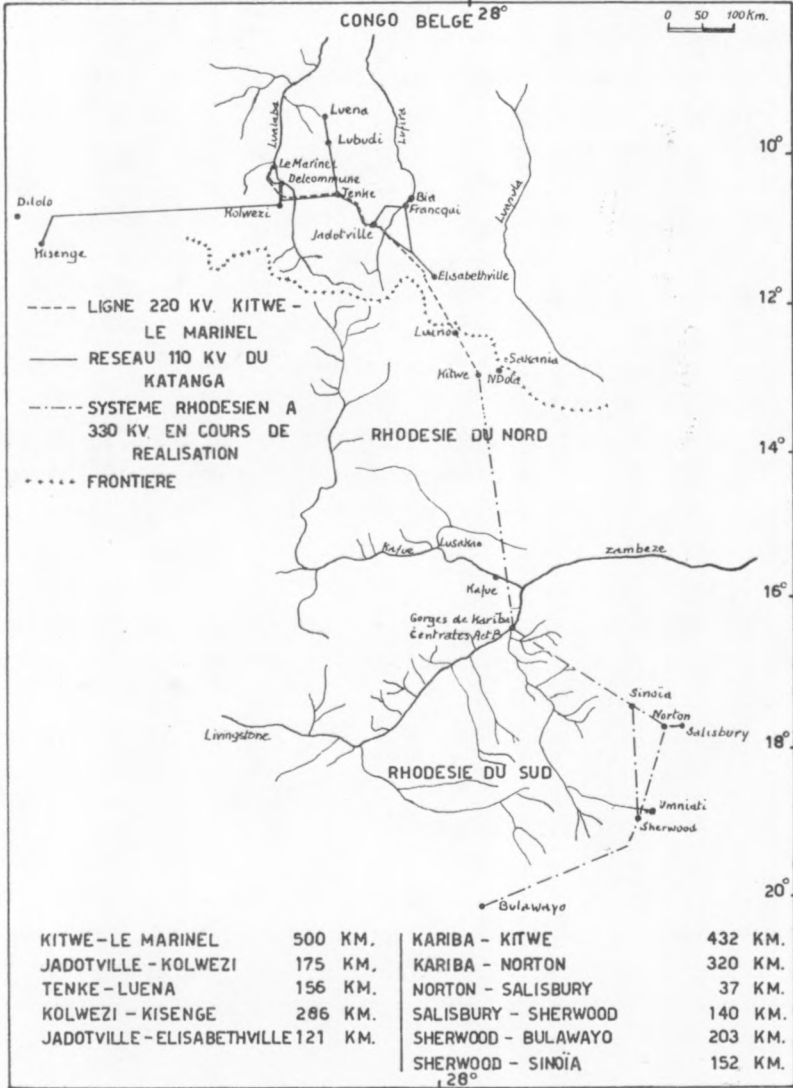 CONGO BELGE
28°
0 50 100 Km.
Lualaba
Luena
Lubudi
Lufira
10°
Le Marinel
Delcommune
Tenke
Bia
Francqui
Luapula
Dilolo
Kolwezi
Jadotville
Kisenge
Elisabethville
LIGNE 220 KV. KITWE-
LE MARINEL
12°
RESEAU 110 KV DU
KATANGA
Sakania
Kitwe
NDola
SYSTEME RHODESIEN A
330 KV. EN COURS DE
REALISATION
RHODESIE DU NORD
14°
FRONTIERE
Kafue
Lusakao
Zambeze
Kafue
16°
Gorges de Kariba
Centrales A et B
Sinoïa
Norton
Salisbury
Livingstone
18°
RHODESIE DU SUD
Umniati
Sherwood
20°
Bulawayo
KITWE-LE MARINEL 500 KM.
JADOTVILLE-KOLWEZI 175 KM.
TENKE-LUENA 156 KM.
KOLWEZI-KISENGE 286 KM.
JADOTVILLE-ELISABETHVILLE 121 KM.
KARIBA - KITWE 432 KM.
KARIBA - NORTON 320 KM.
NORTON - SALISBURY 37 KM.
SALISBURY - SHERWOOD 140 KM.
SHERWOOD - BULAWAYO 203 KM.
SHERWOOD - SINOÏA 152 KM.
28°